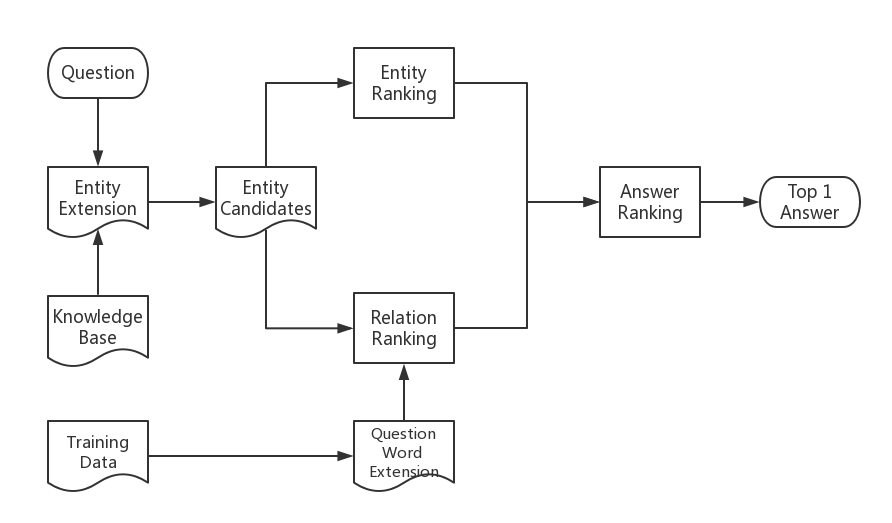 Question
Entity
Ranking
Entity
Extension
Entity
Candidates
Answer
Ranking
Top 1
Answer
Knowledge
Base
Relation
Ranking
Training
Data
Question
Word
Extension